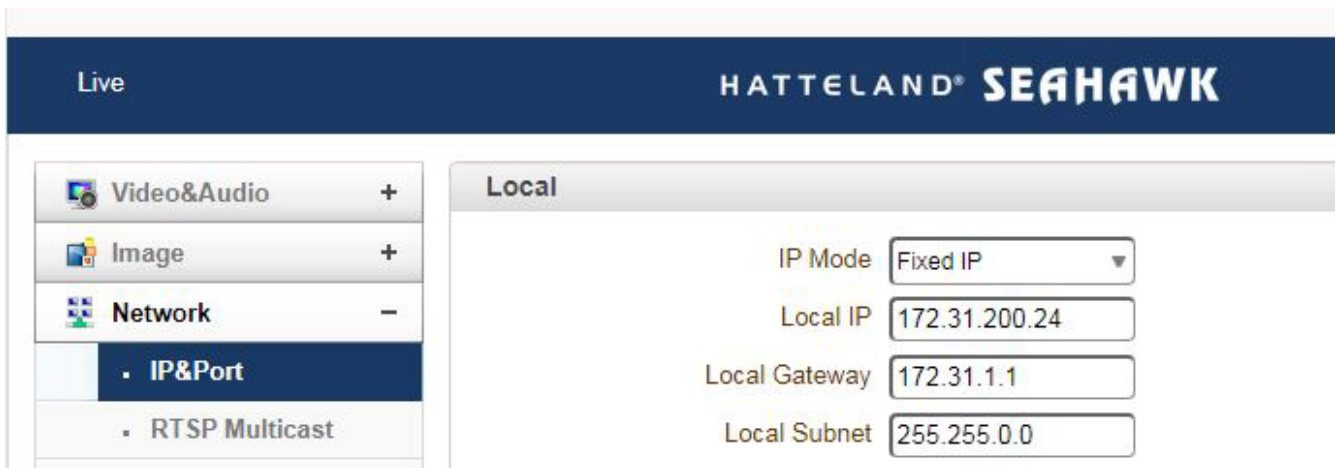 Live
HATTELAND® SEAHAWK
Video&Audio +
Image +
Network −
IP&Port
RTSP Multicast
Local
IP Mode Fixed IP
Local IP 172.31.200.24
Local Gateway 172.31.1.1
Local Subnet 255.255.0.0